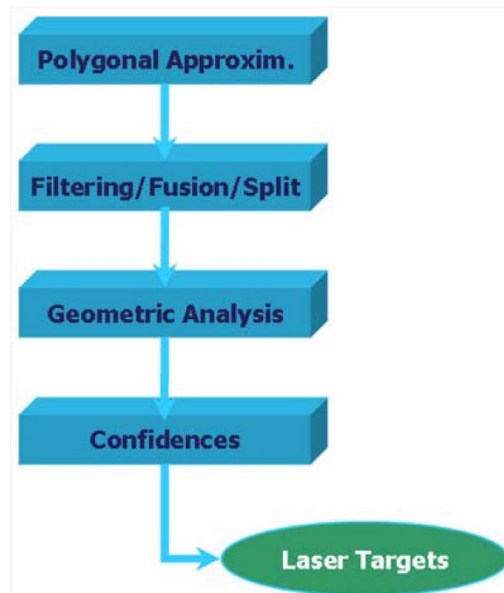 Polygonal Approxim.
Filtering/Fusion/Split
Geometric Analysis
Confidences
Laser Targets